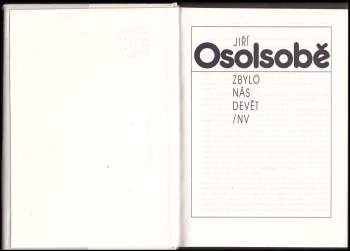 JIŘÍ
Osolsobě
ZBYLO
NÁS
DEVĚT
/NV